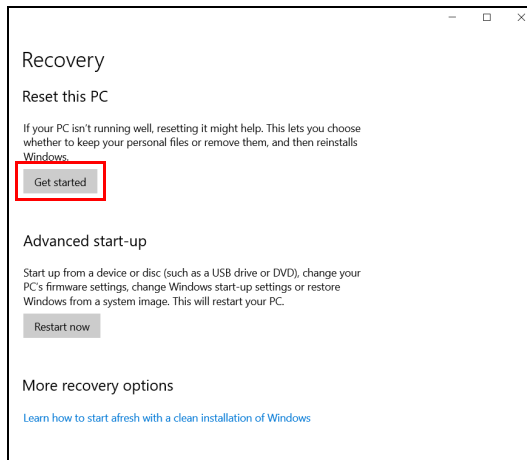 Recovery
Reset this PC
If your PC isn't running well, resetting it might help. This lets you choose
whether to keep your personal files or remove them, and then reinstalls
Windows.
Get started
Advanced start-up
Start up from a device or disc (such as a USB drive or DVD), change your
PC's firmware settings, change Windows start-up settings or restore
Windows from a system image. This will restart your PC.
Restart now
More recovery options
Learn how to start afresh with a clean installation of Windows